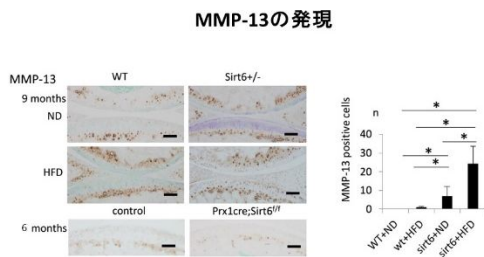 MMP-13の発現
MMP-13
WT
Sirt6+/-
9 months
ND
HFD
control
Prx1cre;Sirt6f/f
6 months
n
*
*
*
*
*
MMP-13 positive cells
40
30
20
10
0
WT+ND
wt+HFD
sirt6+ND
sirt6+HFD